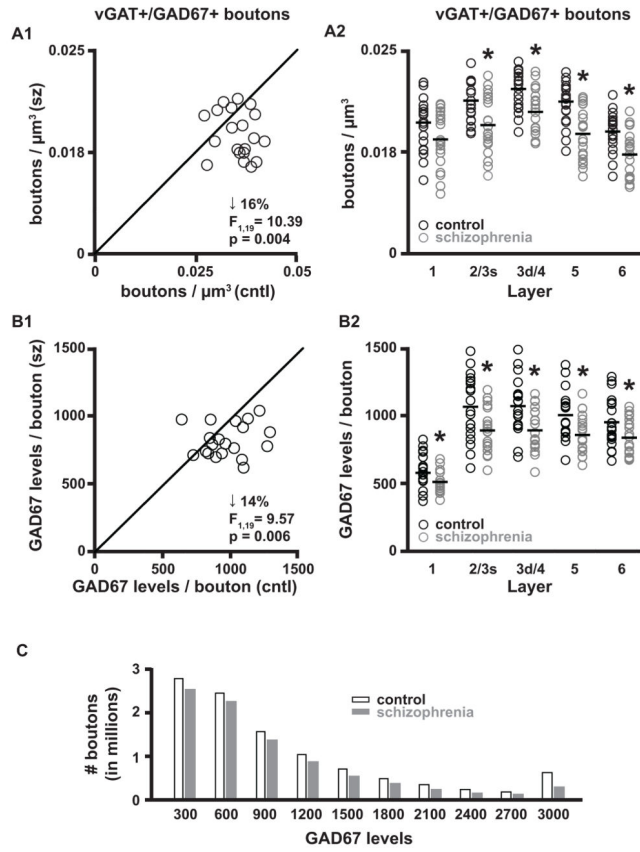 vGAT+/GAD67+ boutons
A1
boutons / µm³ (sz)
0.025
0.018
0
↓ 16%
F1,19 = 10.39
p = 0.004
0
0.025
0.05
boutons / µm³ (cntl)
vGAT+/GAD67+ boutons
A2
boutons / µm³
0.025
0.018
0
*
*
*
*
control
schizophrenia
1
2/3s
3d/4
5
6
Layer
B1
GAD67 levels / bouton (sz)
1500
1000
500
0
↓ 14%
F1,19 = 9.57
p = 0.006
0
500
1000
1500
GAD67 levels / bouton (cntl)
B2
GAD67 levels / bouton
1500
1000
500
0
*
*
*
*
*
control
schizophrenia
1
2/3s
3d/4
5
6
Layer
C
# boutons
(in millions)
3
2
1
0
control
schizophrenia
300
600
900
1200
1500
1800
2100
2400
2700
3000
GAD67 levels